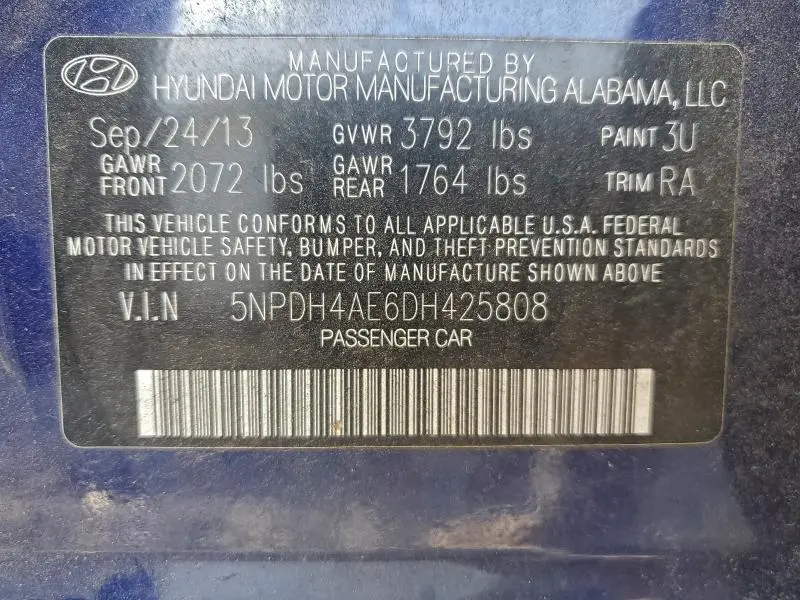 MANUFACTURED BY
HYUNDAI MOTOR MANUFACTURING ALABAMA, LLC
Sep/24/13 GVWR 3792 lbs PAINT 3U
GAWR FRONT 2072 lbs GAWR REAR 1764 lbs TRIM RA
THIS VEHICLE CONFORMS TO ALL APPLICABLE U.S.A. FEDERAL
MOTOR VEHICLE SAFETY, BUMPER, AND THEFT PREVENTION STANDARDS
IN EFFECT ON THE DATE OF MANUFACTURE SHOWN ABOVE.
V.I.N 5NPDH4AE6DH425808
PASSENGER CAR